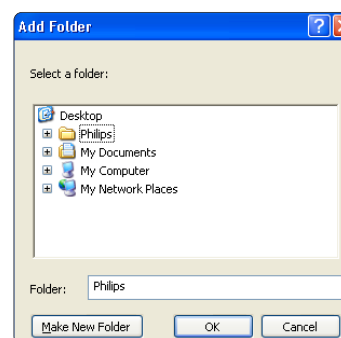 Add Folder
Select a folder:
Desktop
Philips
My Documents
My Computer
My Network Places
Folder: Philips
Make New Folder OK Cancel